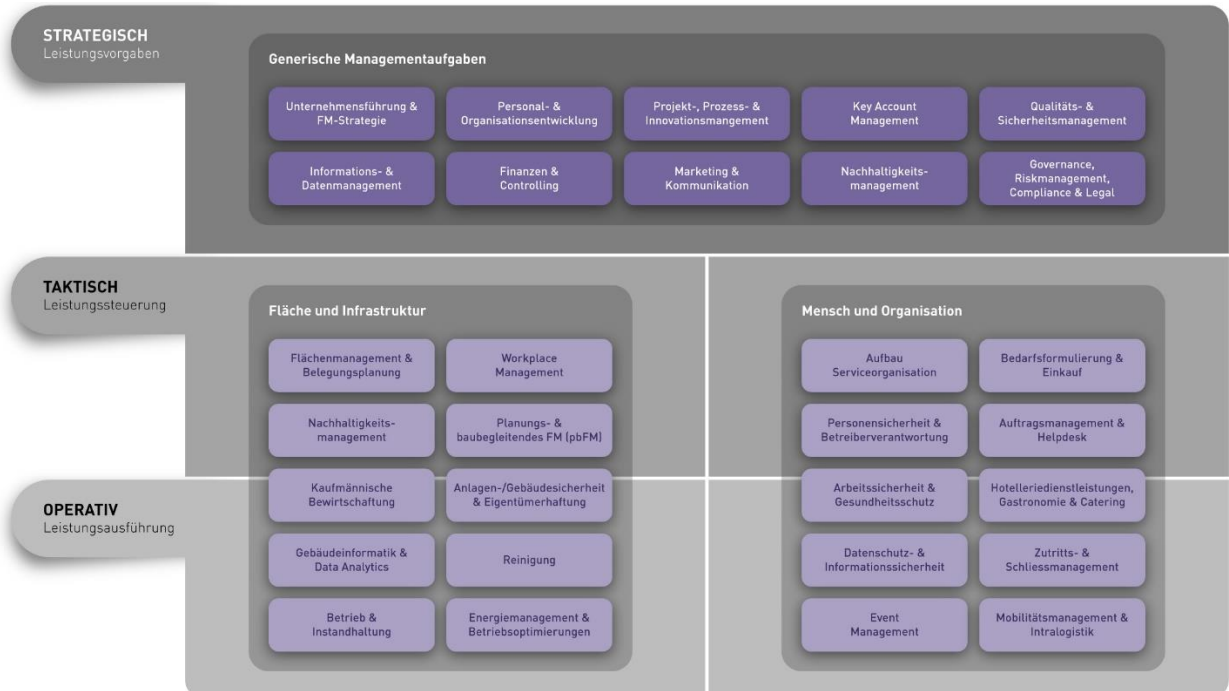 STRATEGISCH
Leistungsvorgaben
Generische Managementaufgaben
Unternehmensführung &
FM-Strategie
Personal- &
Organisationsentwicklung
Projekt-, Prozess- &
Innovationsmangement
Key Account
Management
Qualitäts- &
Sicherheitsmanagement
Informations- &
Datenmanagement
Finanzen &
Controlling
Marketing &
Kommunikation
Nachhaltigkeits-
management
Governance,
Riskmanagement,
Compliance & Legal
TAKTISCH
Leistungssteuerung
OPERATIV
Leistungsausführung
Fläche und Infrastruktur
Flächenmanagement &
Belegungsplanung
Workplace
Management
Nachhaltigkeits-
management
Planungs- &
baubegleitendes FM (pbFM)
Kaufmännische
Bewirtschaftung
Anlagen-/Gebäudesicherheit
& Eigentümerhaftung
Gebäudeinformatik &
Data Analytics
Reinigung
Betrieb &
Instandhaltung
Energiemanagement &
Betriebsoptimierungen
Mensch und Organisation
Aufbau
Serviceorganisation
Bedarfsformulierung &
Einkauf
Personensicherheit &
Betreiberverantwortung
Auftragsmanagement &
Helpdesk
Arbeitssicherheit &
Gesundheitsschutz
Hotelleriedienstleistungen,
Gastronomie & Catering
Datenschutz- &
Informationssicherheit
Zutritts- &
Schliessmanagement
Event
Management
Mobilitätsmanagement &
Intralogistik